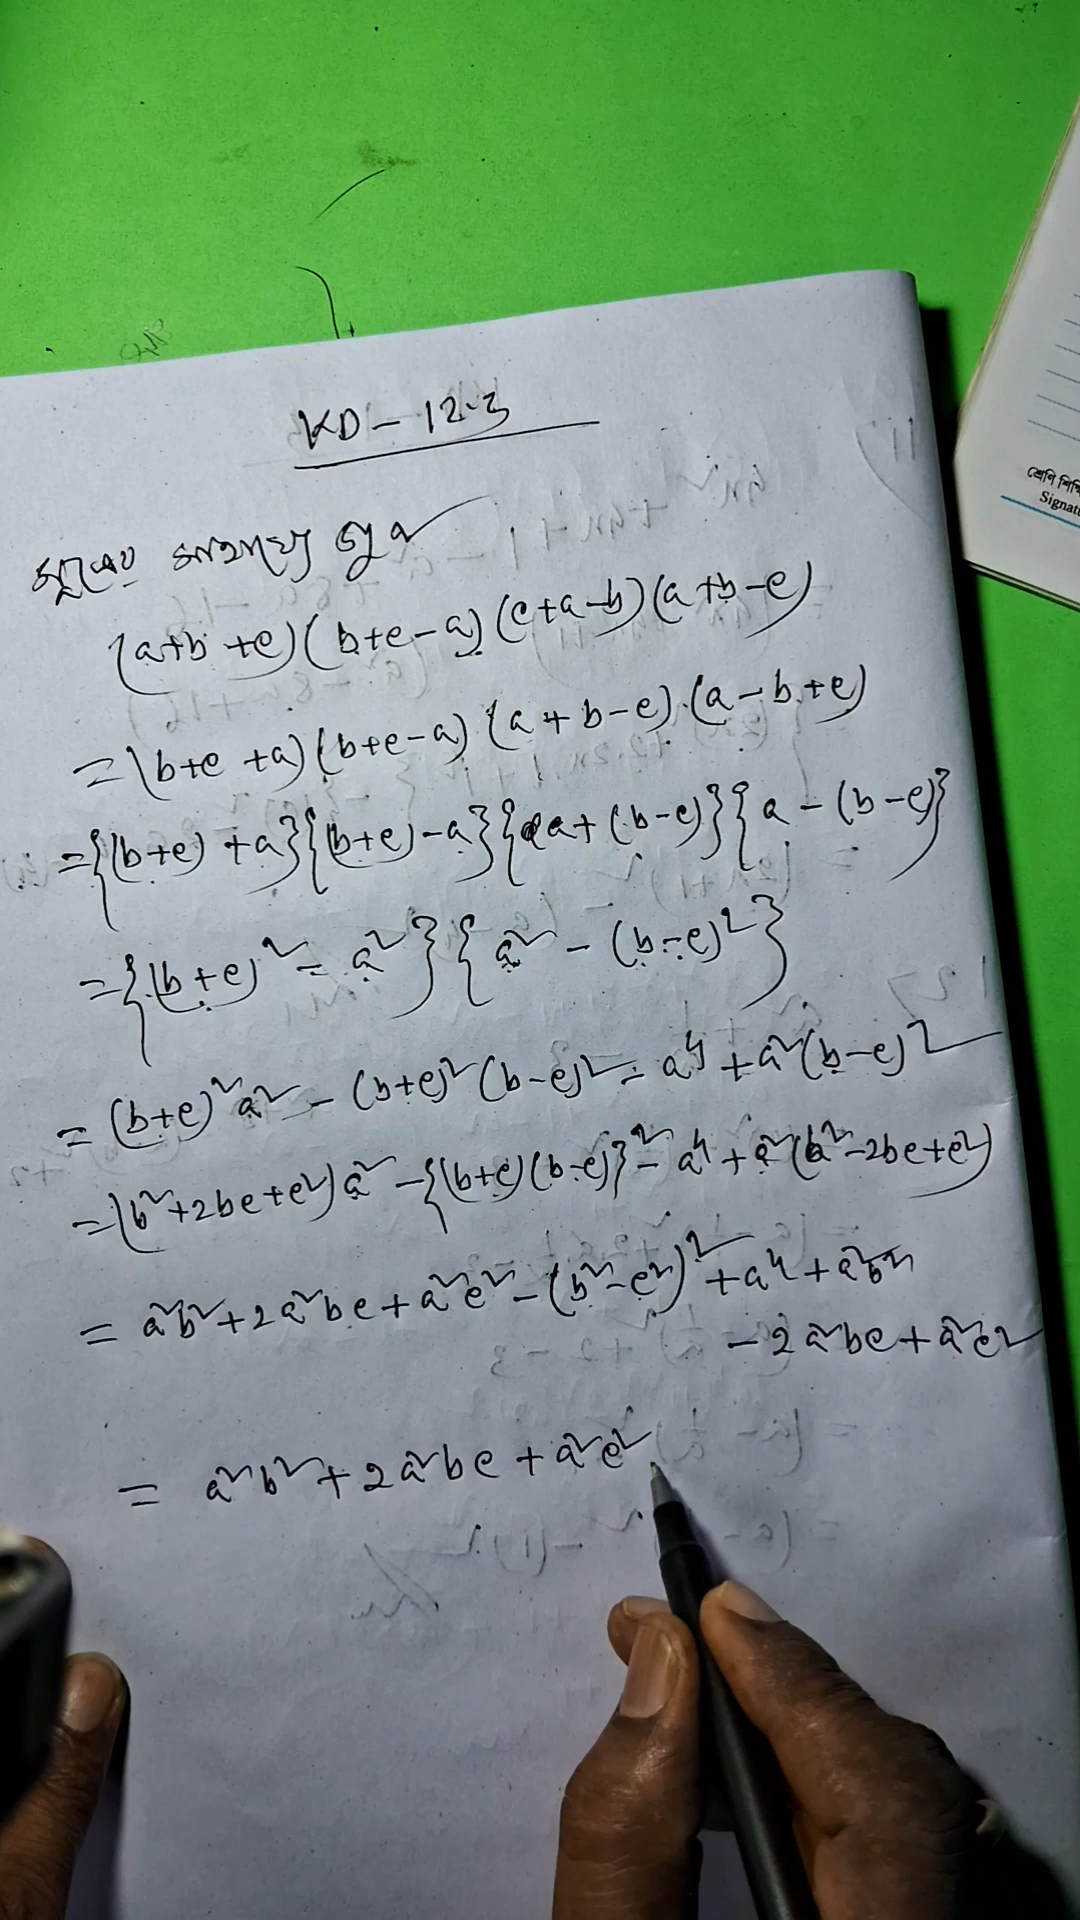 KD - 12.3
সূত্রের সাহায্যে গুণ
(a+b+c)(b+c-a)(c+a-b)(a+b-c)
=(b+c+a)(b+c-a)(a+b-c).(a-b+c)
={(b+c)+a}{(b+c)-a}{a+(b-c)}{a-(b-c)}
={(b+c)²-a²}{a²-(b-c)²}
=(b+c)²a²-(b+c)²(b-c)²-a⁴+a²(b-c)²
=(b²+2bc+c²)a²-{(b+c)(b-c)}²-a⁴+a²(b²-2bc+c²)
=a²b²+2a²bc+a²c²-(b²-c²)²+a⁴+a²b²
-2a²bc+a²c²
=a²b²+2a²bc+a²c²
শ্রেণি
Signat